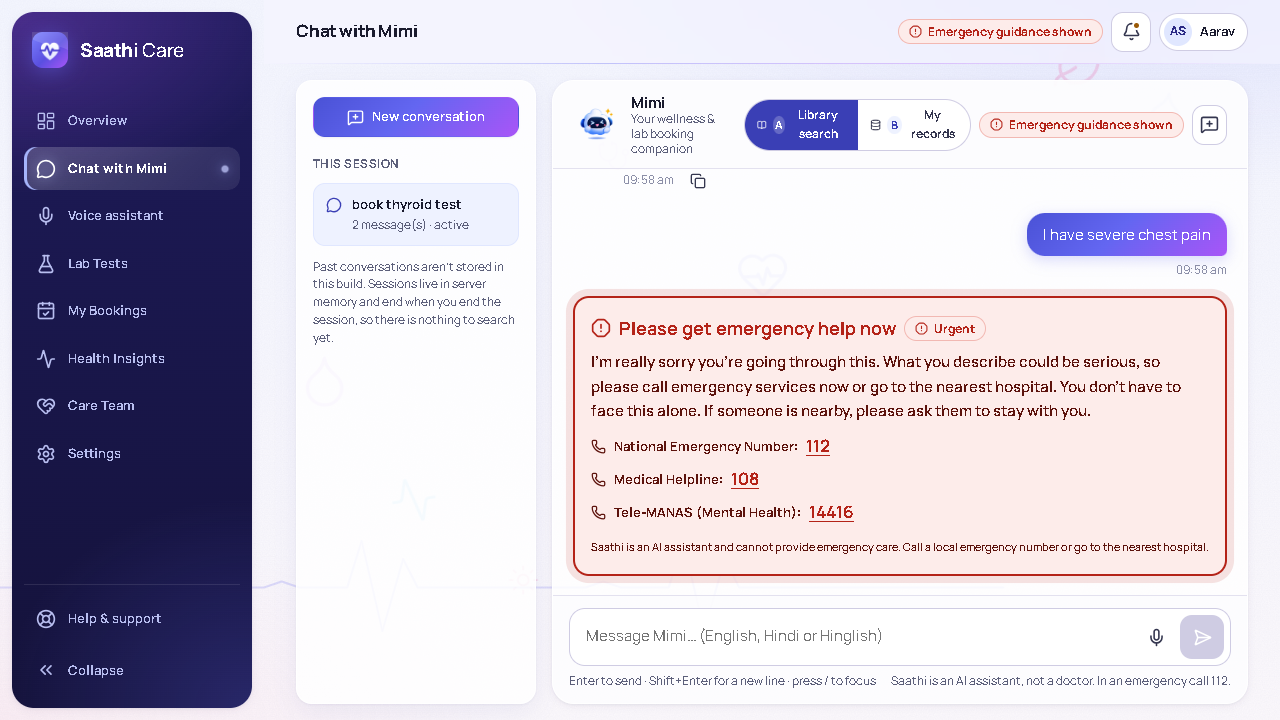 Saathi Care
Overview
Chat with Mimi
Voice assistant
Lab Tests
My Bookings
Health Insights
Care Team
Settings
Help & support
Collapse
Chat with Mimi
Emergency guidance shown
AS
Aarav
New conversation
THIS SESSION
book thyroid test
2 message(s) · active
Past conversations aren't stored in
this build. Sessions live in server
memory and end when you end the
session, so there is nothing to search
yet.
Mimi
Your wellness &
lab booking
companion
A
Library
search
B
My
records
Emergency guidance shown
09:58 am
I have severe chest pain
09:58 am
Please get emergency help now
Urgent
I'm really sorry you're going through this. What you describe could be serious, so
please call emergency services now or go to the nearest hospital. You don't have to
face this alone. If someone is nearby, please ask them to stay with you.
National Emergency Number: 112
Medical Helpline: 108
Tele-MANAS (Mental Health): 14416
Saathi is an AI assistant and cannot provide emergency care. Call a local emergency number or go to the nearest hospital.
Message Mimi... (English, Hindi or Hinglish)
Enter to send · Shift+Enter for a new line · press / to focus
Saathi is an AI assistant, not a doctor. In an emergency call 112.